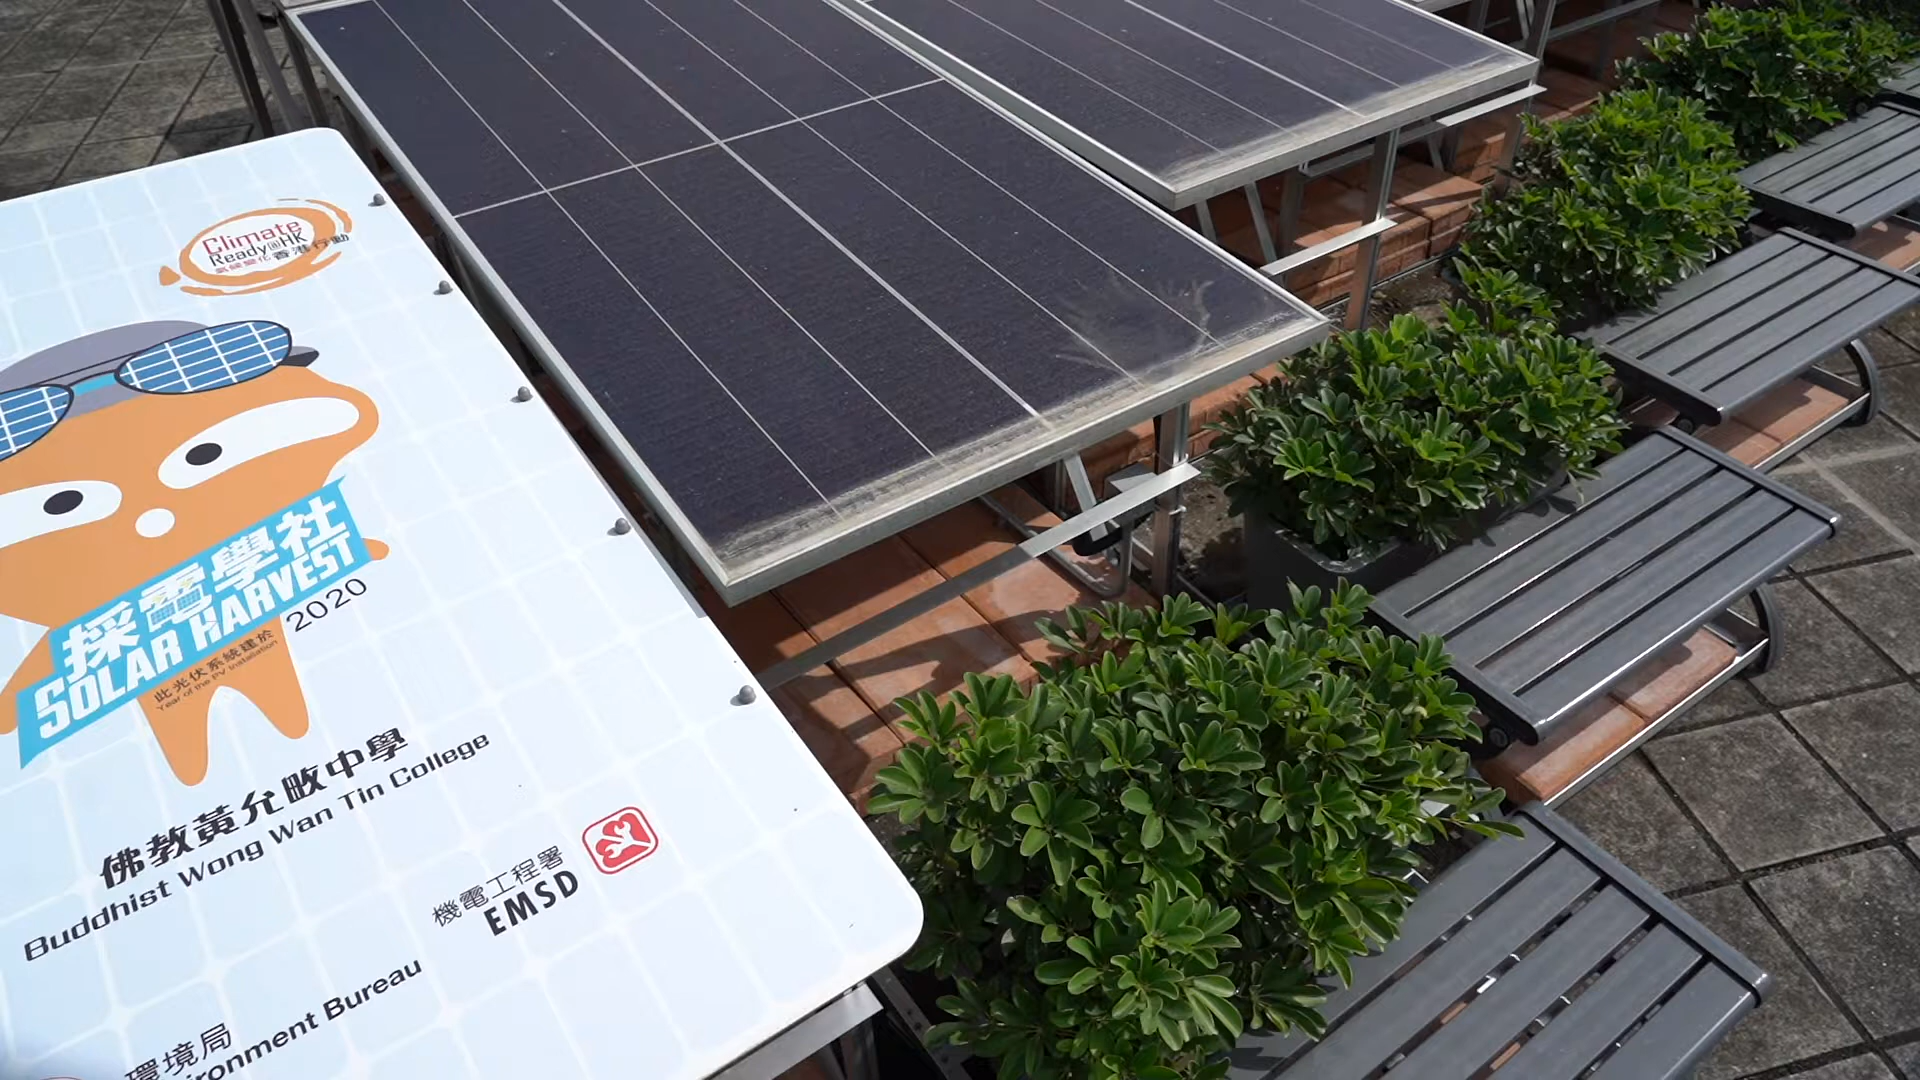 Climate
Ready@HK
氣候變化 香港行動
採電學社
SOLAR HARVEST
此光伏系統建於
Year of the PV Installation
2020
佛教黃允畋中學
Buddhist Wong Wan Tin College
機電工程署
EMSD
環境局
ironment Bureau